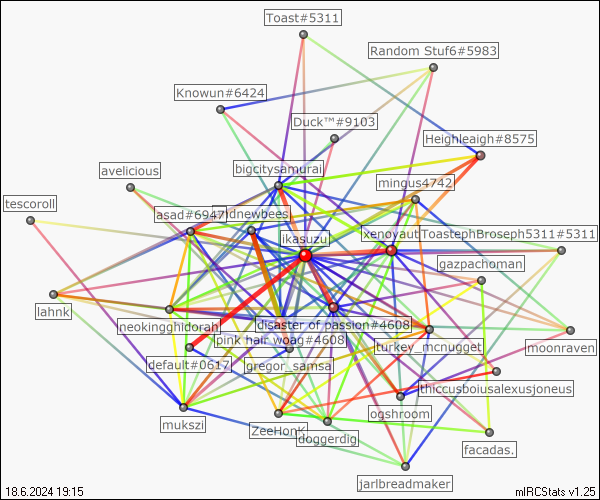 Toast#5311
Random Stuf6#5983
Knowun#6424
Duck™#9103
Heighleigh#8575
bigcitysamurai
avelicious
mingus4742
tescoroll
asad#6947
dnewbees
ikasuzu
xenoyaut
ToastephBroseph5311#5311
gazpachoman
lahnk
neokingghidorah
disaster of passion#4608
pink hair woag#4608
turkey_mcnugget
moonraven
default#0617
gregor_samsa
thiccusboiusalexusjoneus
ogshroom
mukszi
ZeeHonK
doggerdig
facadas.
jarlbreadmaker
18.6.2024 19:15
mIRCStats v1.25